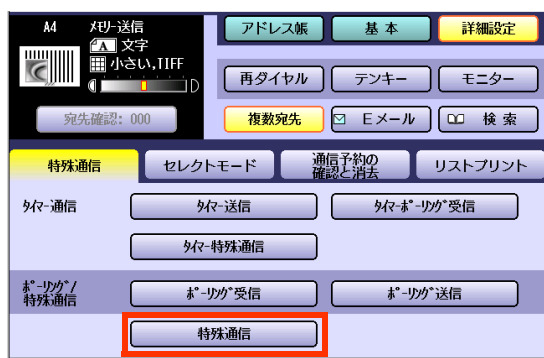 A4 ﾒﾓﾘｰ送信
A 文字
小さい,TIFF
D
宛先確認: 000
アドレス帳 基 本 詳細設定
再ダイヤル テンキー モニター
複数宛先 Eメール 検 索
特殊通信 セレクトモード 通信予約の
確認と消去 リストプリント
ﾀｲﾏｰ通信 ﾀｲﾏｰ送信 ﾀｲﾏｰﾎﾟｰﾘﾝｸﾞ受信
ﾀｲﾏｰ特殊通信
ﾎﾟｰﾘﾝｸﾞ/
特殊通信 ﾎﾟｰﾘﾝｸﾞ受信 ﾎﾟｰﾘﾝｸﾞ送信
特殊通信